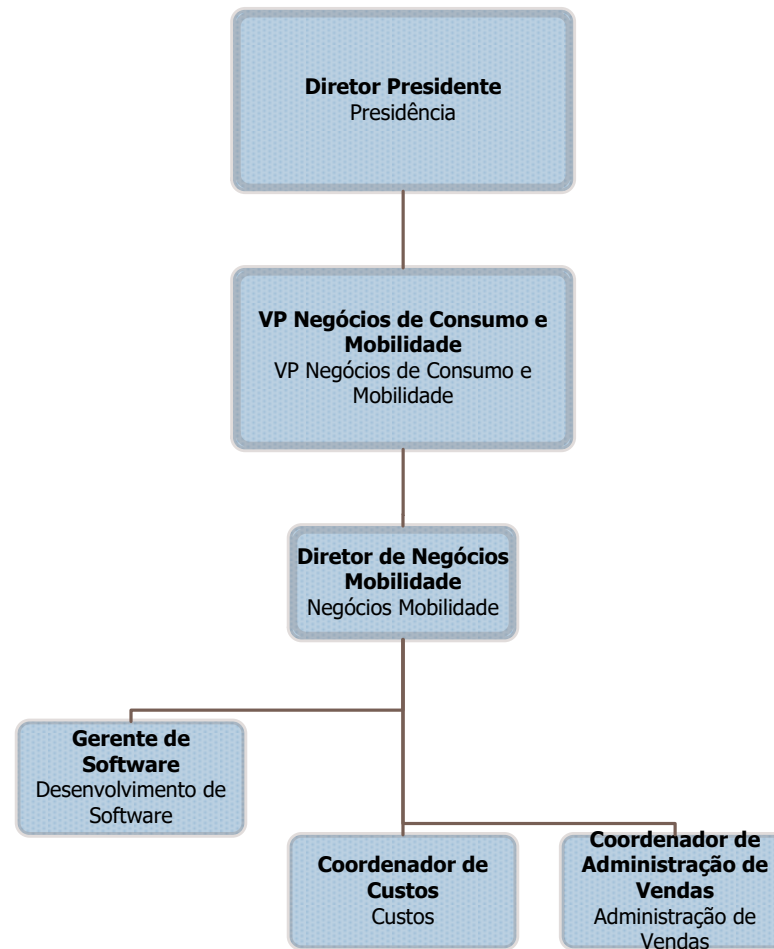 Diretor Presidente
Presidência
VP Negócios de Consumo e
Mobilidade
VP Negócios de Consumo e
Mobilidade
Diretor de Negócios
Mobilidade
Negócios Mobilidade
Gerente de
Software
Desenvolvimento de
Software
Coordenador de
Custos
Custos
Coordenador de
Administração de
Vendas
Administração de
Vendas